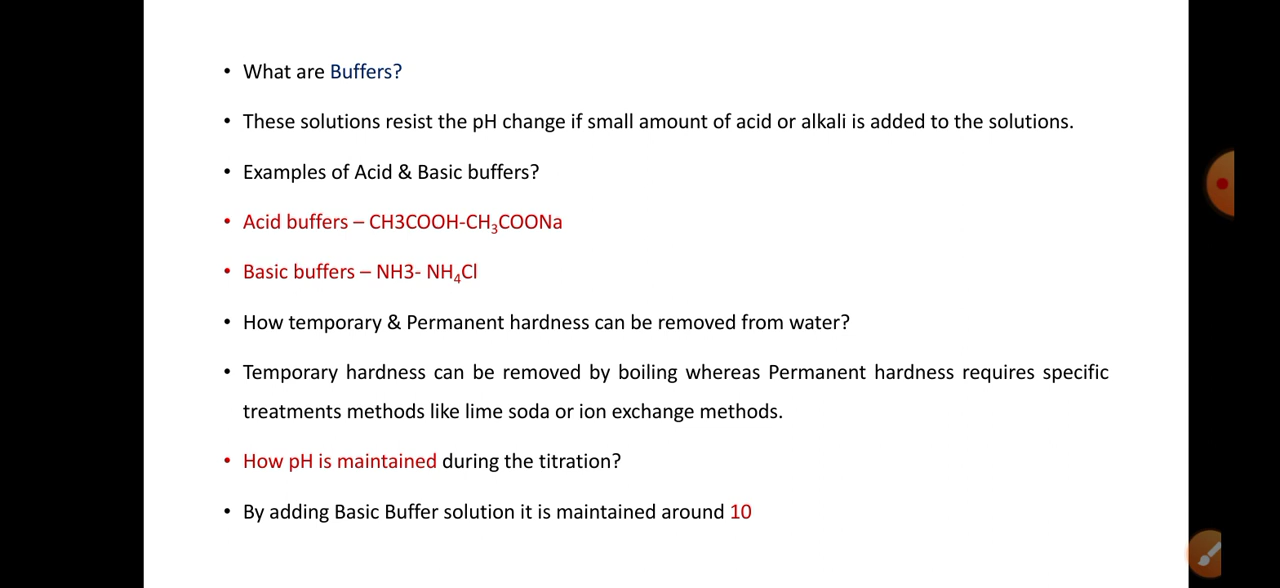 • What are Buffers?
• These solutions resist the pH change if small amount of acid or alkali is added to the solutions.
• Examples of Acid & Basic buffers?
• Acid buffers – CH3COOH-CH₃COONa
• Basic buffers – NH3- NH₄Cl
• How temporary & Permanent hardness can be removed from water?
• Temporary hardness can be removed by boiling whereas Permanent hardness requires specific
treatments methods like lime soda or ion exchange methods.
• How pH is maintained during the titration?
• By adding Basic Buffer solution it is maintained around 10